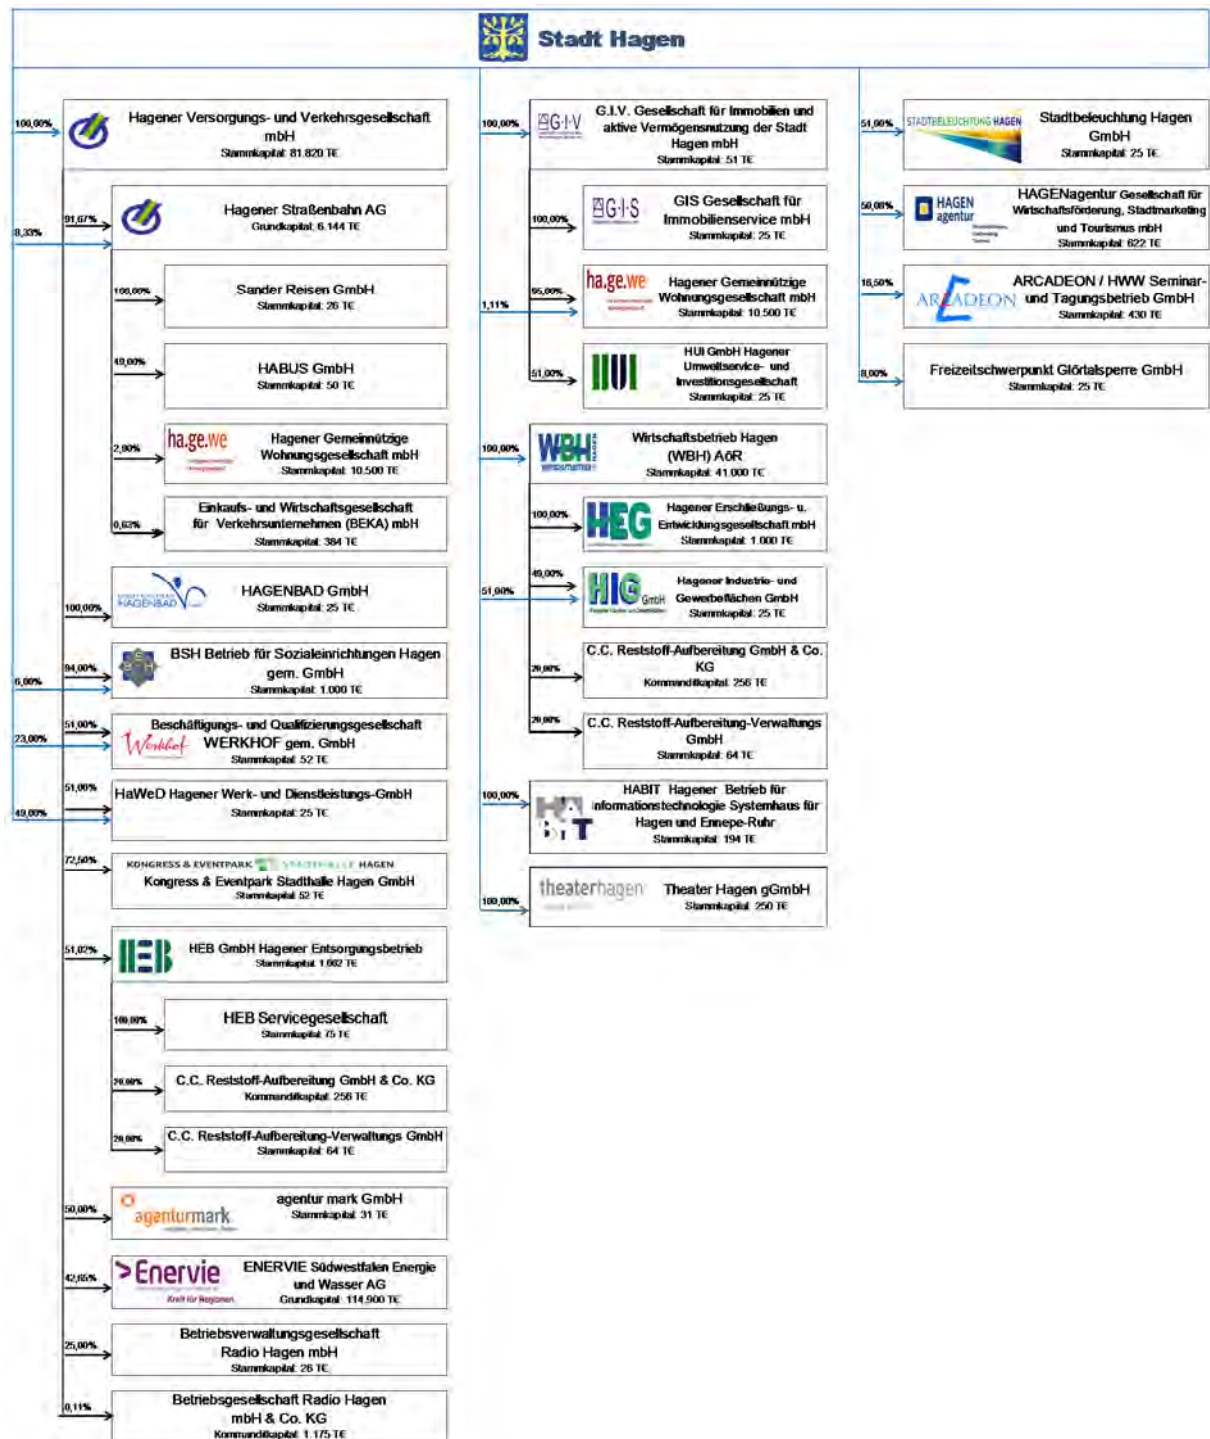 Stadt Hagen
100,00%
Hagener Versorgungs- und Verkehrsgesellschaft
mbH
Stammkapital: 81.820 T€
91,67%
8,33%
Hagener Straßenbahn AG
Grundkapital: 6.144 T€
100,00%
Sander Reisen GmbH
Stammkapital: 26 T€
49,00%
HABUS GmbH
Stammkapital: 50 T€
2,00%
ha.ge.we
Hagener Gemeinnützige
Wohnungsgesellschaft mbH
Stammkapital: 10.500 T€
0,63%
Einkaufs- und Wirtschaftsgesellschaft
für Verkehrsunternehmen (BEKA) mbH
Stammkapital: 384 T€
100,00%
HAGENBAD
HAGENBAD GmbH
Stammkapital: 25 T€
94,00%
6,00%
BSH
BSH Betrieb für Sozialeinrichtungen Hagen
gem. GmbH
Stammkapital: 1.000 T€
51,00%
23,00%
Werkhof
Beschäftigungs- und Qualifizierungsgesellschaft
WERKHOF gem. GmbH
Stammkapital: 52 T€
51,00%
49,00%
HaWeD Hagener Werk- und Dienstleistungs-GmbH
Stammkapital: 25 T€
72,50%
KONGRESS & EVENTPARK STADTHALLE HAGEN
Kongress & Eventpark Stadthalle Hagen GmbH
Stammkapital: 52 T€
51,02%
HEB
HEB GmbH Hagener Entsorgungsbetrieb
Stammkapital: 1.662 T€
100,00%
HEB Servicegesellschaft
Stammkapital: 75 T€
20,00%
C.C. Reststoff-Aufbereitung GmbH & Co. KG
Kommanditkapital: 256 T€
20,00%
C.C. Reststoff-Aufbereitung-Verwaltungs GmbH
Stammkapital: 64 T€
50,00%
agenturmark
agentur mark GmbH
Stammkapital: 31 T€
42,65%
>Enervie
Kraft für Regionen
ENERVIE Südwestfalen Energie
und Wasser AG
Grundkapital: 114.900 T€
25,00%
Betriebsverwaltungsgesellschaft
Radio Hagen mbH
Stammkapital: 26 T€
0,11%
Betriebsgesellschaft Radio Hagen
mbH & Co. KG
Kommanditkapital: 1.175 T€
100,00%
G·I·V
G.I.V. Gesellschaft für Immobilien und
aktive Vermögensnutzung der Stadt
Hagen mbH
Stammkapital: 51 T€
100,00%
G·I·S
GIS Gesellschaft für
Immobilienservice mbH
Stammkapital: 25 T€
95,00%
1,11%
ha.ge.we
Hagener Gemeinnützige
Wohnungsgesellschaft mbH
Stammkapital: 10.500 T€
51,00%
HUI
HUI GmbH Hagener
Umweltservice- und
Investitionsgesellschaft
Stammkapital: 25 T€
100,00%
WBH HAGEN
Wirtschaftsbetrieb Hagen
(WBH) AöR
Stammkapital: 41.000 T€
100,00%
HEG
Hagener Erschließungs- u.
Entwicklungsgesellschaft mbH
Stammkapital: 1.000 T€
49,00%
51,00%
HIG GmbH
Hagener Industrie- und
Gewerbeflächen GmbH
Stammkapital: 25 T€
20,00%
C.C. Reststoff-Aufbereitung GmbH & Co.
KG
Kommanditkapital: 256 T€
20,00%
C.C. Reststoff-Aufbereitung-Verwaltungs
GmbH
Stammkapital: 64 T€
100,00%
HABIT
HABIT Hagener Betrieb für
Informationstechnologie Systemhaus für
Hagen und Ennepe-Ruhr
Stammkapital: 194 T€
100,00%
theaterhagen
Theater Hagen gGmbH
Stammkapital: 250 T€
51,00%
STADTBELEUCHTUNG HAGEN
Stadtbeleuchtung Hagen
GmbH
Stammkapital: 25 T€
50,08%
HAGEN
agentur
HAGENagentur Gesellschaft für
Wirtschaftsförderung, Stadtmarketing
und Tourismus mbH
Stammkapital: 622 T€
16,50%
ARCADEON
ARCADEON / HWW Seminar-
und Tagungsbetrieb GmbH
Stammkapital: 430 T€
8,00%
Freizeitschwerpunkt Glörtalsperre GmbH
Stammkapital: 25 T€